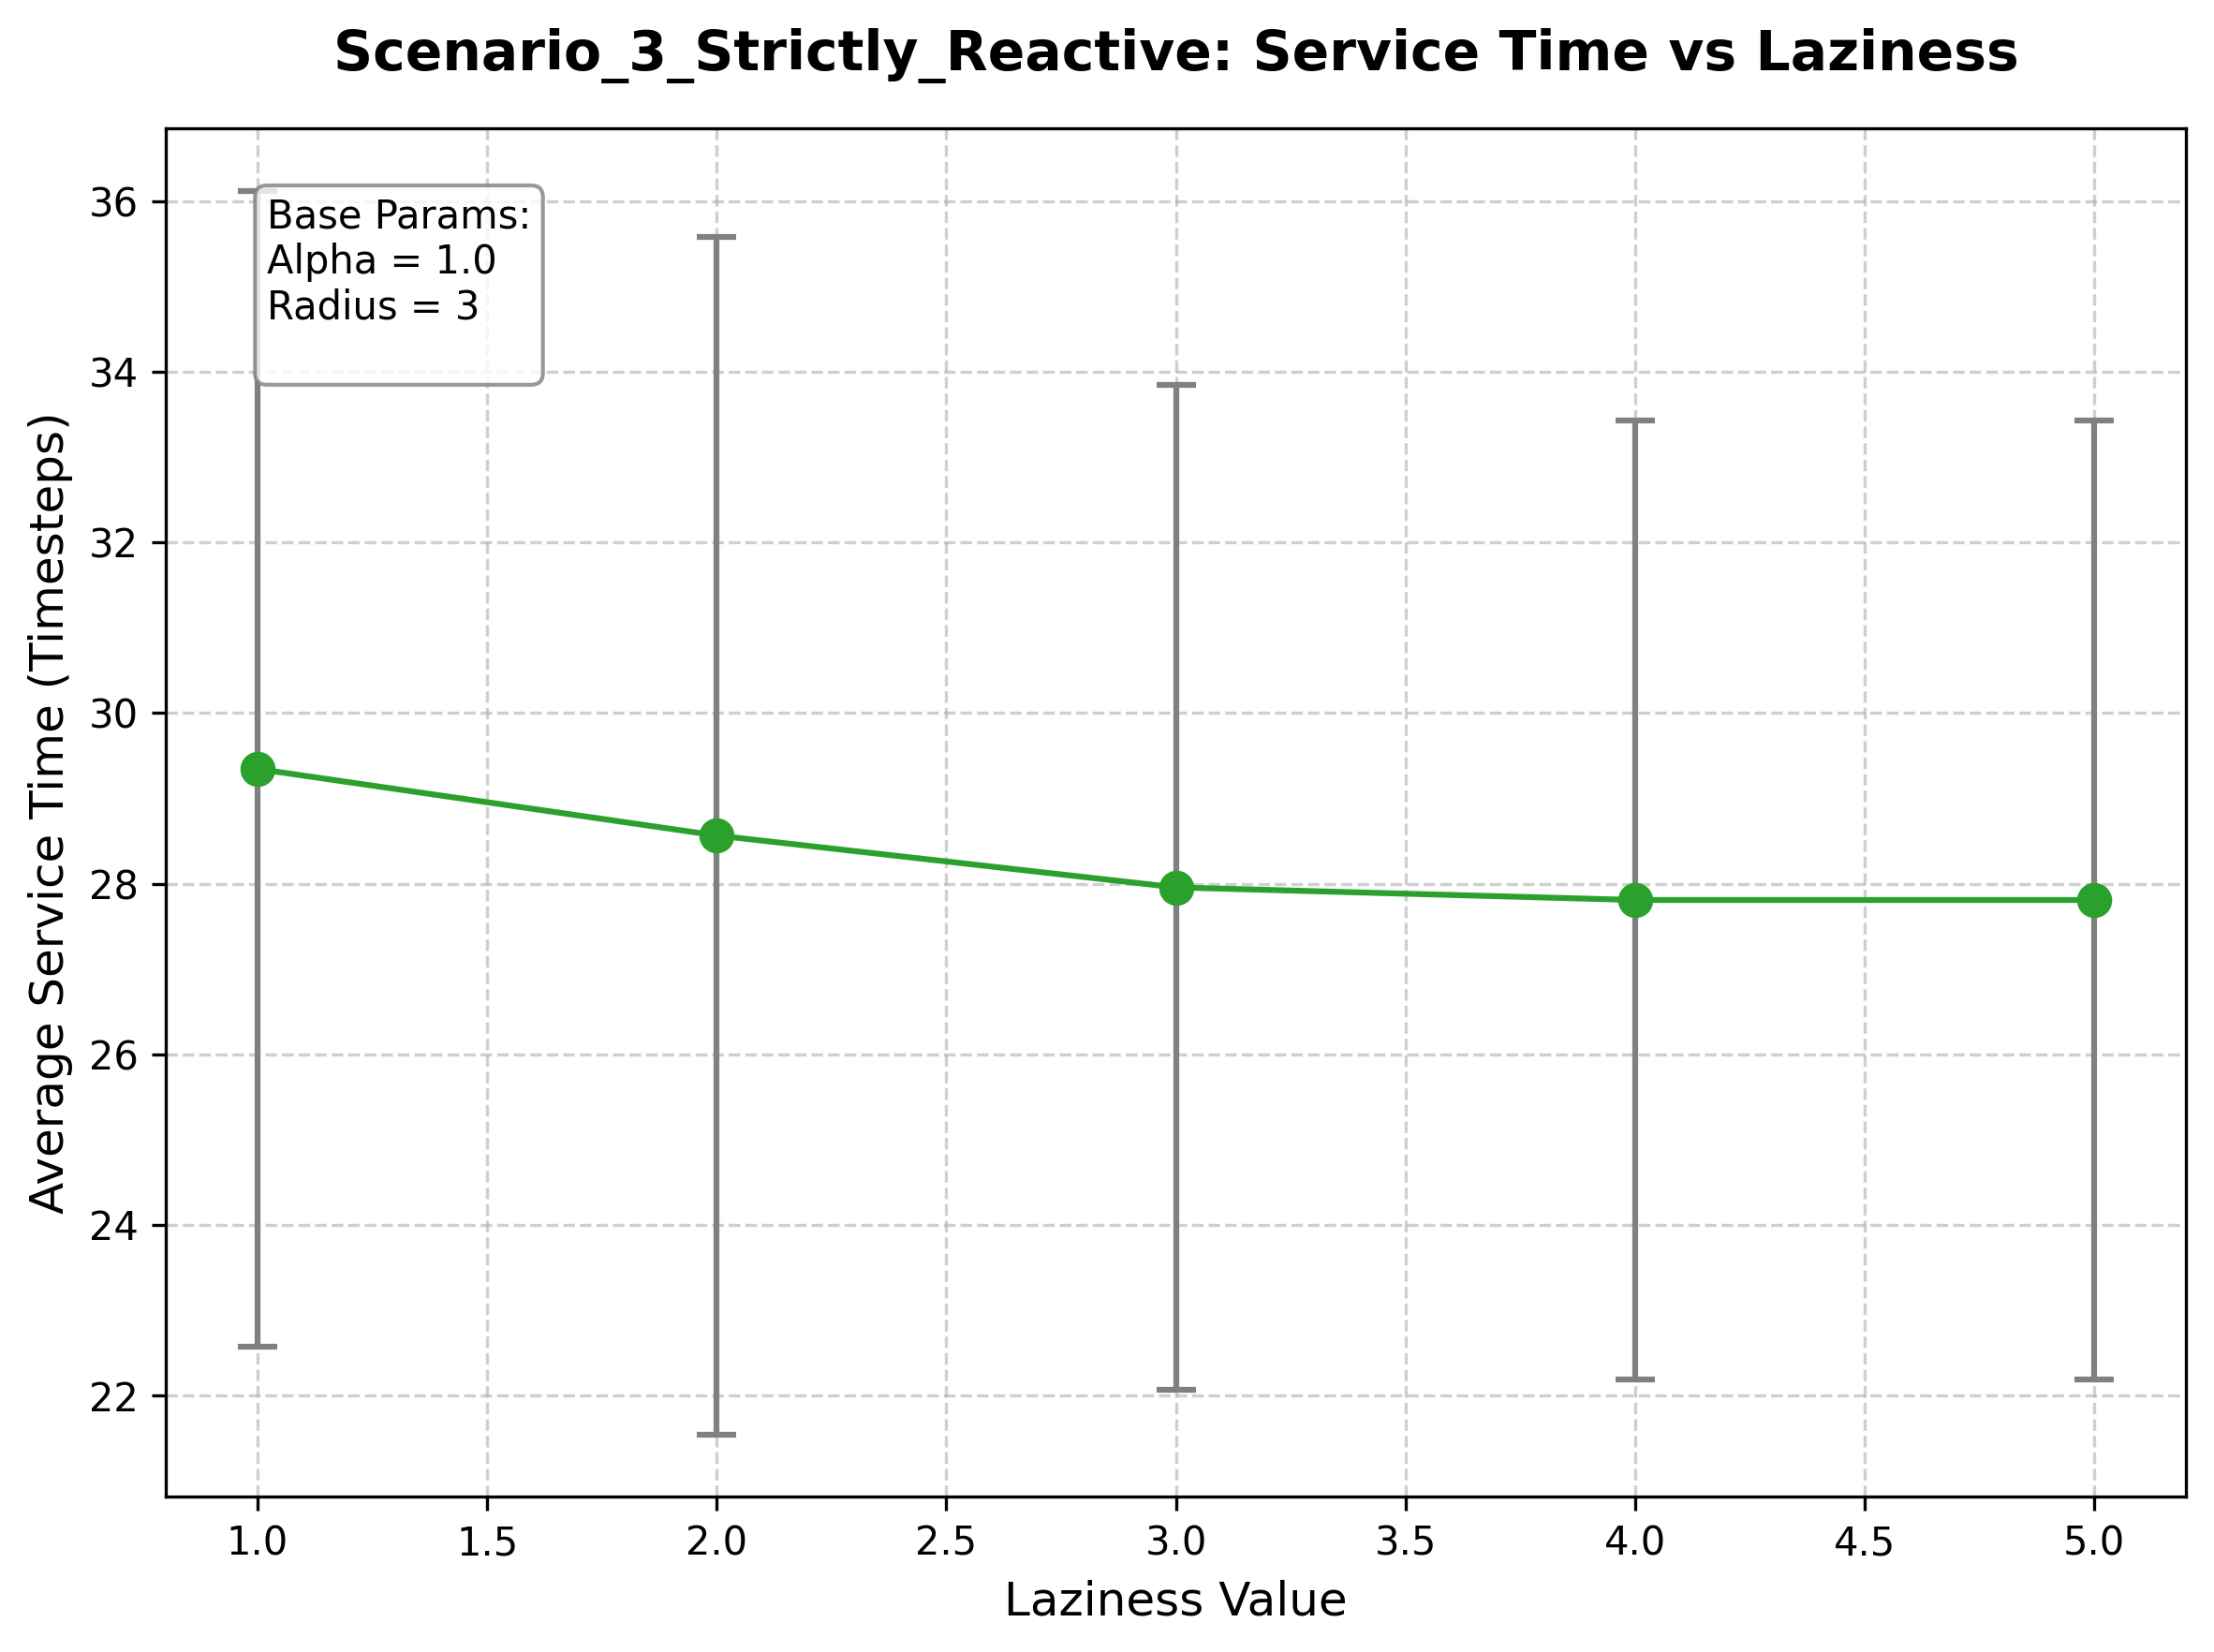 Scenario_3_Strictly_Reactive: Service Time vs Laziness
Base Params:
Alpha = 1.0
Radius = 3
Average Service Time (Timesteps)
36
34
32
30
28
26
24
22
1.0 1.5 2.0 2.5 3.0 3.5 4.0 4.5 5.0
Laziness Value